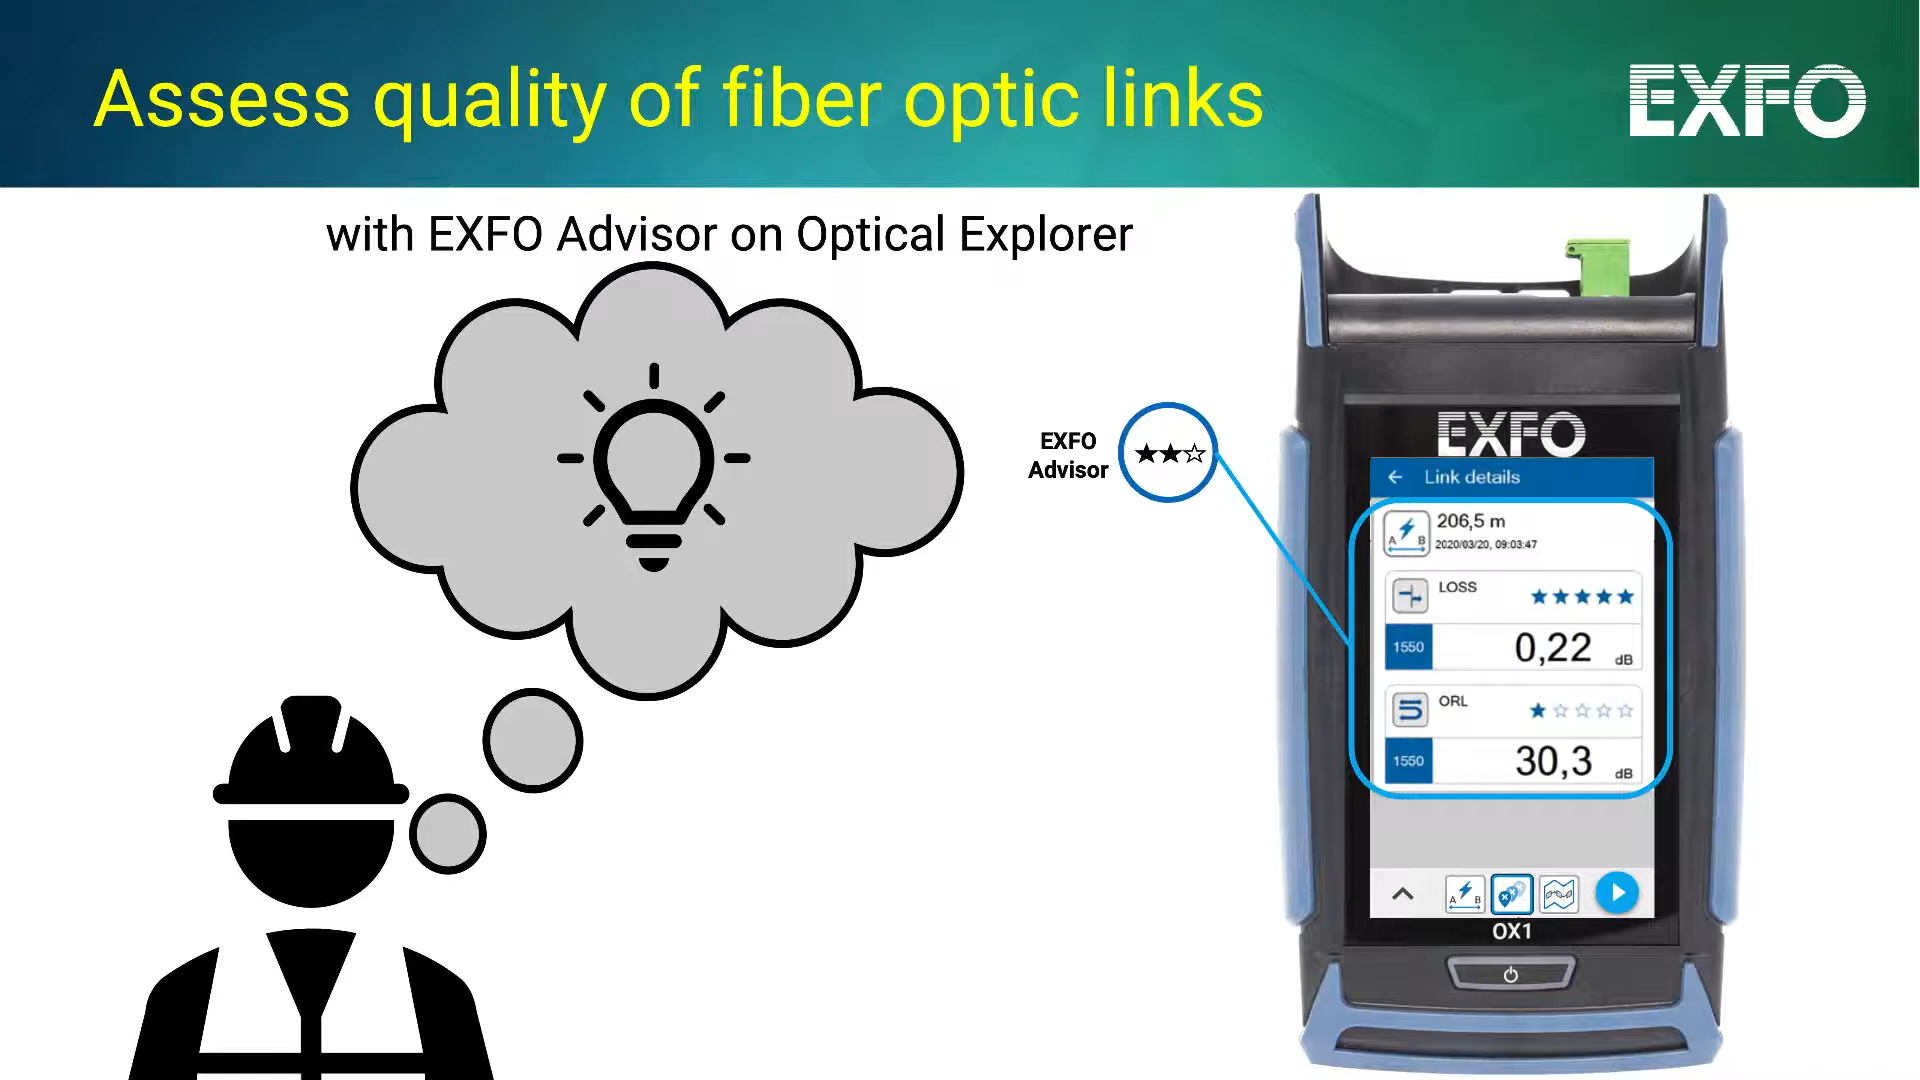 Assess quality of fiber optic links
EXFO
with EXFO Advisor on Optical Explorer
EXFO
Advisor
★★☆
EXFO
← Link details
A B
206,5 m
2020/03/20, 09:03:47
LOSS
★★★★★
1550
0,22 dB
ORL
★☆☆☆☆
1550
30,3 dB
A B
OX1